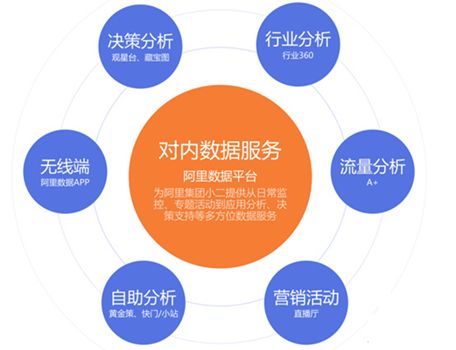 决策分析
观星台、藏宝图
行业分析
行业360
无线端
阿里数据APP
对内数据服务
阿里数据平台
为阿里集团小二提供从日常监
控、专题活动到应用分析、决
策支持等多方位数据服务
流量分析
A+
自助分析
黄金策、快门/小站
营销活动
直播厅